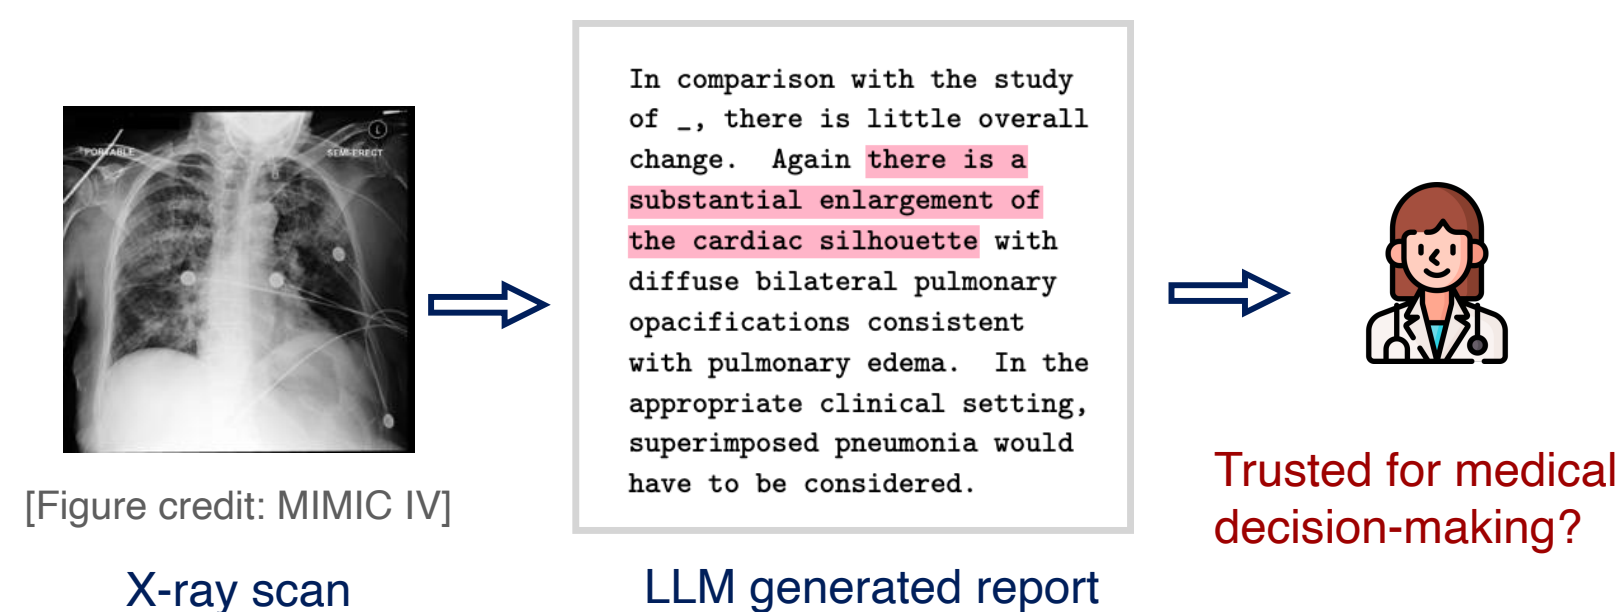 L
PORTABLE
SEMI-ERECT
[Figure credit: MIMIC IV]
X-ray scan
In comparison with the study
of _, there is little overall
change. Again there is a
substantial enlargement of
the cardiac silhouette with
diffuse bilateral pulmonary
opacifications consistent
with pulmonary edema. In the
appropriate clinical setting,
superimposed pneumonia would
have to be considered.
LLM generated report
Trusted for medical
decision-making?